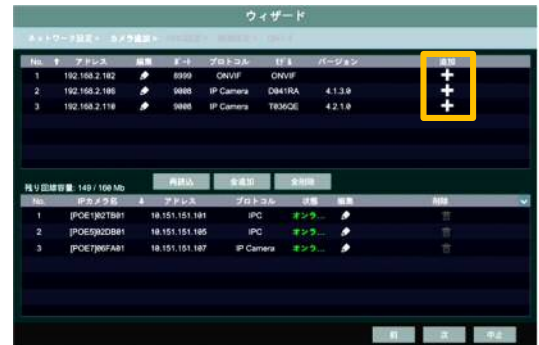 ウィザード
ネットワーク設定> カメラ確認>
No. ↑ アドレス 編集 ポート プロトコル モデル バージョン 追加
1 192.168.2.102 8999 ONVIF ONVIF
2 192.168.2.106 9008 IP Camera D041RA 4.1.3.0
3 192.168.2.110 9008 IP Camera T036QE 4.2.1.0
残り回線容量: 149 / 160 Mb 再読込 全追加 全削除
No. IPカメラ名 アドレス プロトコル 状態 編集 削除
1 [POE1]02TB01 10.151.151.101 IPC オンラ...
2 [POE5]02DB01 10.151.151.105 IPC オンラ...
3 [POE7]06FA01 10.151.151.107 IP Camera オンラ...
前 次 中止